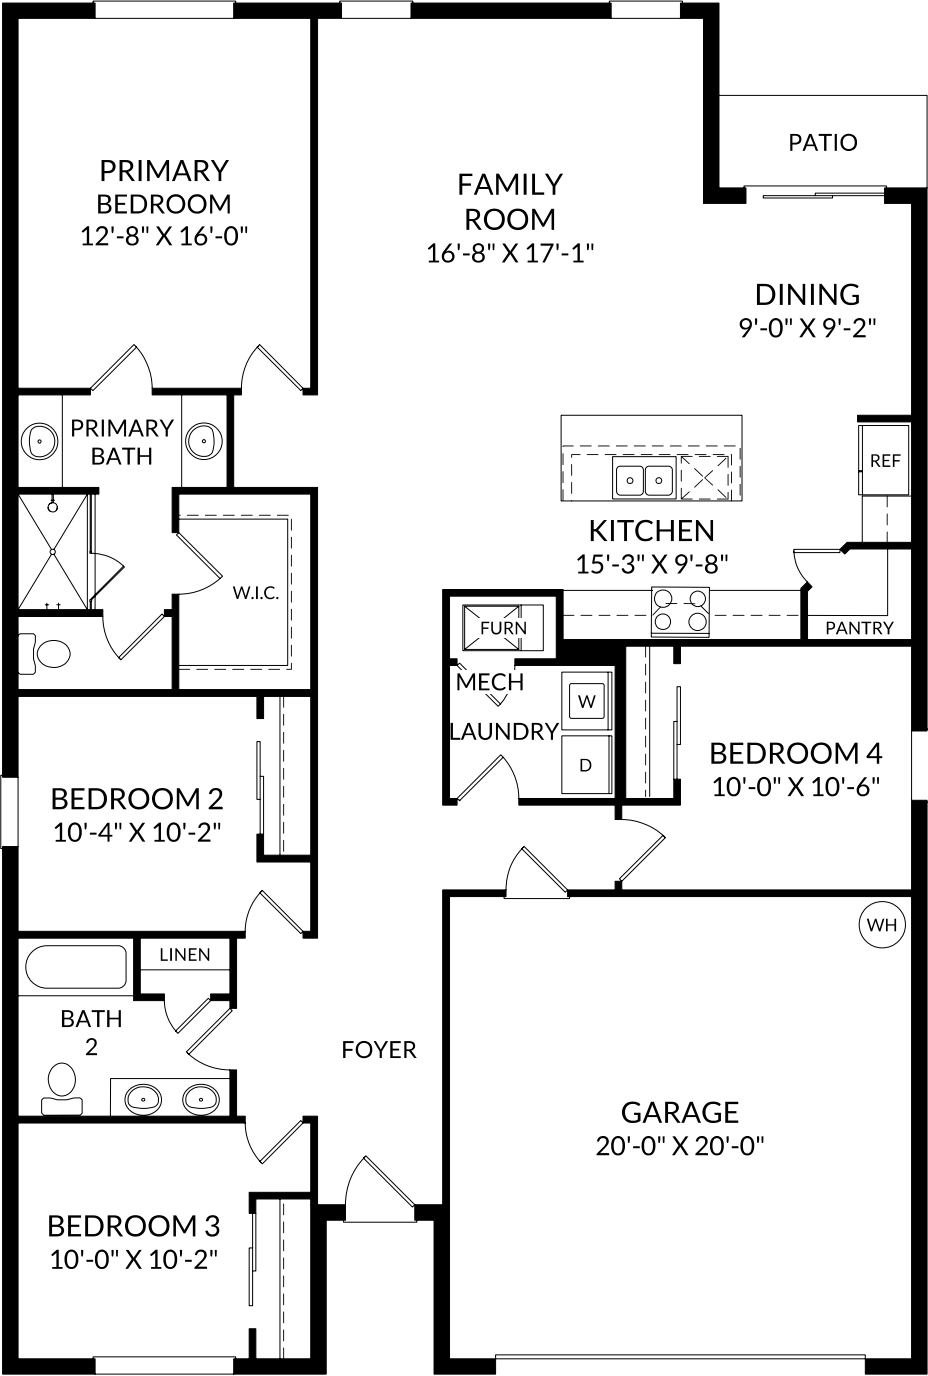 PRIMARY
BEDROOM
12'-8" X 16'-0"
FAMILY
ROOM
16'-8" X 17'-1"
PATIO
DINING
9'-0" X 9'-2"
PRIMARY
BATH
REF
KITCHEN
15'-3" X 9'-8"
W.I.C.
FURN
PANTRY
MECH
W
LAUNDRY
D
BEDROOM 4
10'-0" X 10'-6"
BEDROOM 2
10'-4" X 10'-2"
WH
LINEN
BATH
2
FOYER
GARAGE
20'-0" X 20'-0"
BEDROOM 3
10'-0" X 10'-2"